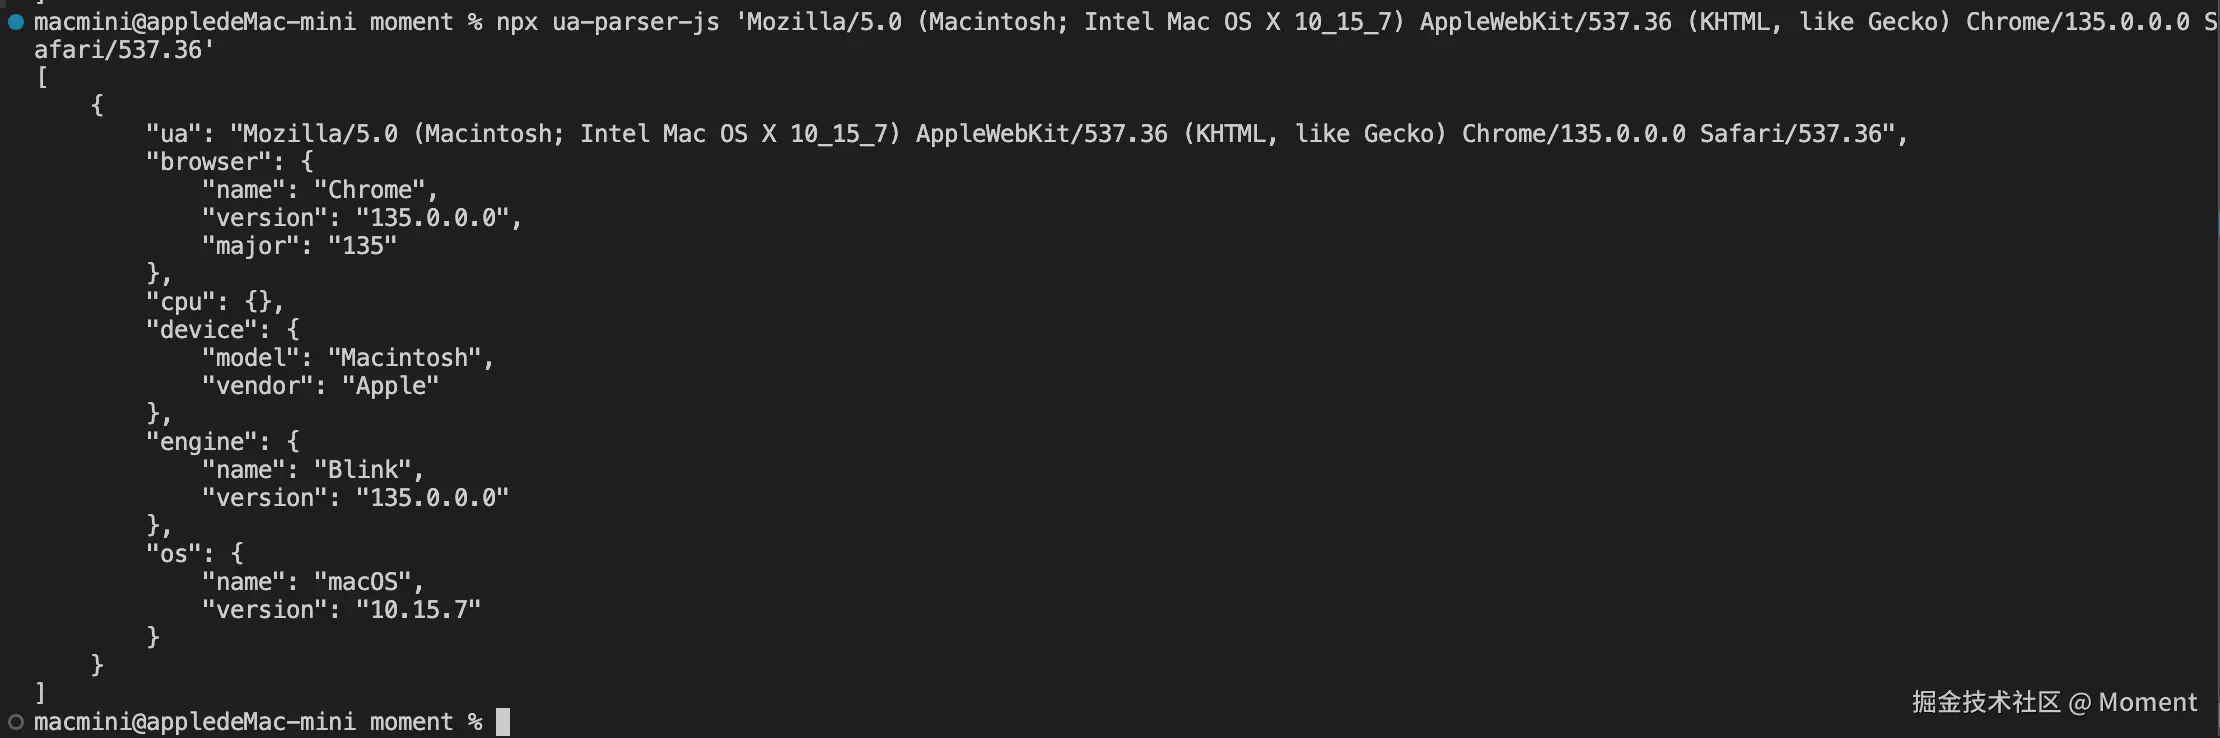 macmini@appledeMac-mini moment % npx ua-parser-js 'Mozilla/5.0 (Macintosh; Intel Mac OS X 10_15_7) AppleWebKit/537.36 (KHTML, like Gecko) Chrome/135.0.0.0 S
afari/537.36'
[
    {
        "ua": "Mozilla/5.0 (Macintosh; Intel Mac OS X 10_15_7) AppleWebKit/537.36 (KHTML, like Gecko) Chrome/135.0.0.0 Safari/537.36",
        "browser": {
            "name": "Chrome",
            "version": "135.0.0.0",
            "major": "135"
        },
        "cpu": {},
        "device": {
            "model": "Macintosh",
            "vendor": "Apple"
        },
        "engine": {
            "name": "Blink",
            "version": "135.0.0.0"
        },
        "os": {
            "name": "macOS",
            "version": "10.15.7"
        }
    }
]
macmini@appledeMac-mini moment %
掘金技术社区 @ Moment